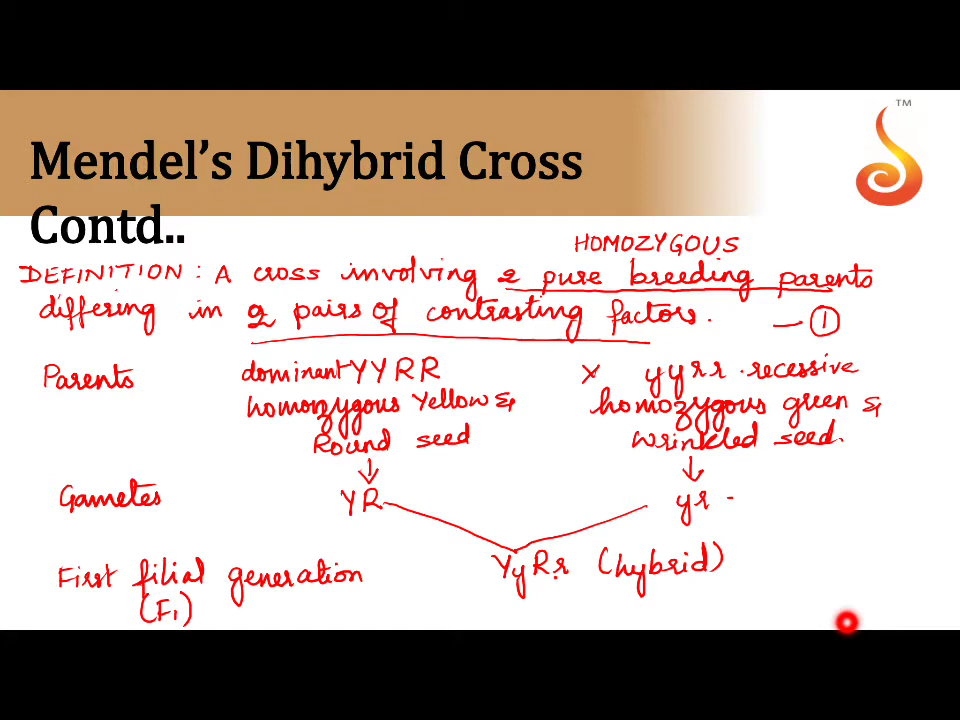 TM
Mendel's Dihybrid Cross
Contd..
HOMOZYGOUS
DEFINITION : A cross involving 2 pure breeding parents
differing in 2 pairs of contrasting factors. — ①
Parents dominant YYRR × yyrr . recessive
homozygous Yellow & homozygous green &
Round seed wrinkled seed.
Gametes YR yr -
First filial generation YyRr (hybrid)
(F1)